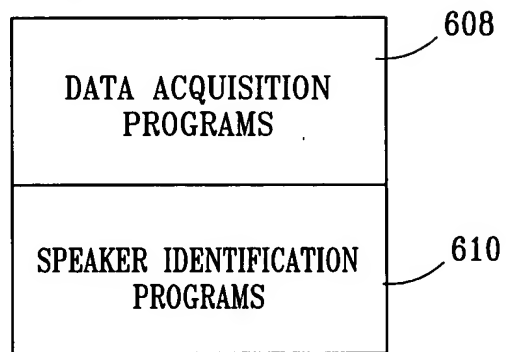 608
DATA ACQUISITION
PROGRAMS
SPEAKER IDENTIFICATION
PROGRAMS
610